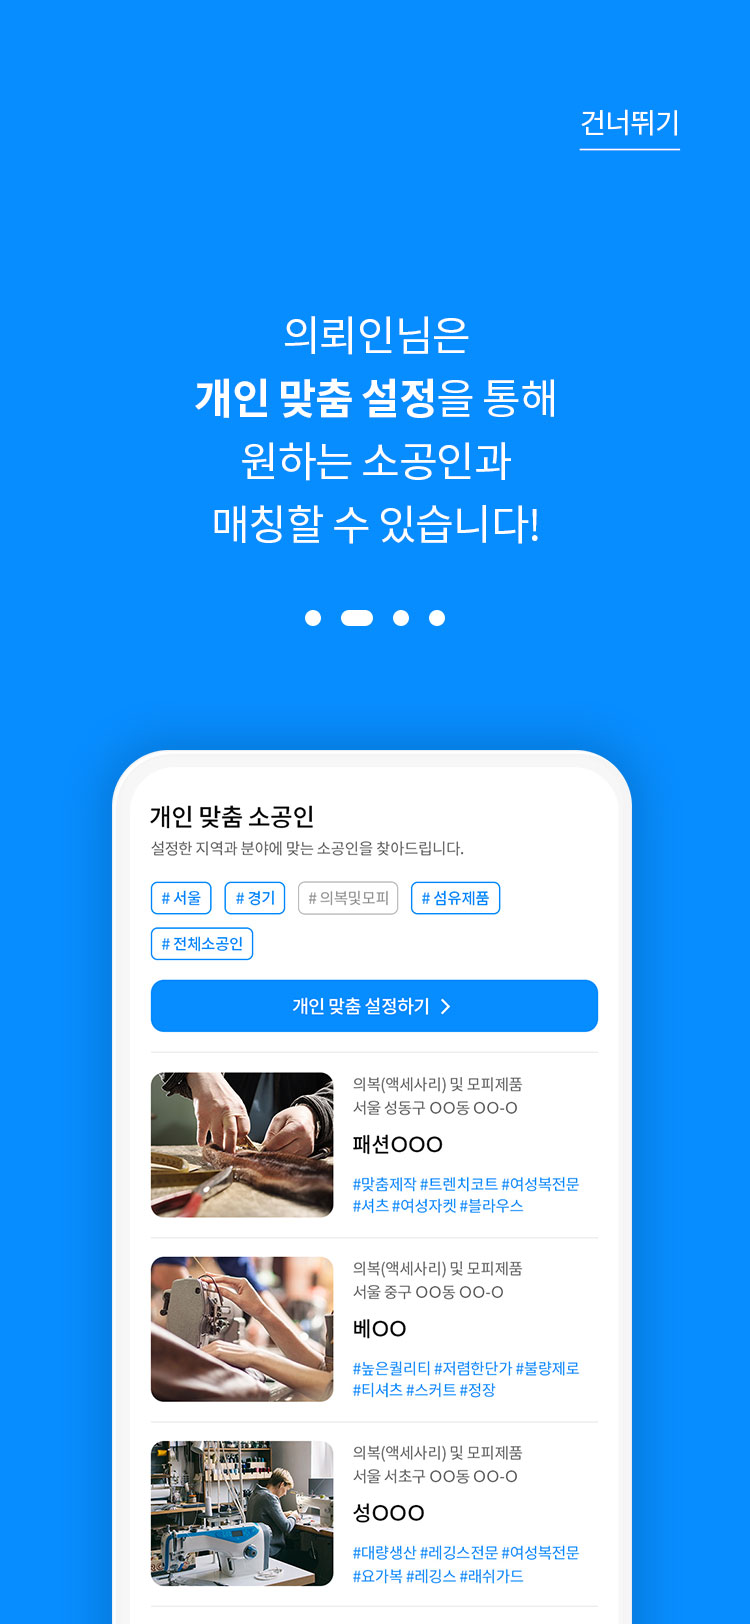 건너뛰기
의뢰인님은
개인 맞춤 설정을 통해
원하는 소공인과
매칭할 수 있습니다!
개인 맞춤 소공인
설정한 지역과 분야에 맞는 소공인을 찾아드립니다.
# 서울 # 경기 # 의복및모피 # 섬유제품
# 전체소공인
개인 맞춤 설정하기 >
의복(액세사리) 및 모피제품
서울 성동구 OO동 OO-O
패션OOO
#맞춤제작 #트렌치코트 #여성복전문
#셔츠 #여성자켓 #블라우스
의복(액세사리) 및 모피제품
서울 중구 OO동 OO-O
베OO
#높은퀄리티 #저렴한단가 #불량제로
#티셔츠 #스커트 #정장
의복(액세사리) 및 모피제품
서울 서초구 OO동 OO-O
성OOO
#대량생산 #레깅스전문 #여성복전문
#요가복 #레깅스 #래쉬가드